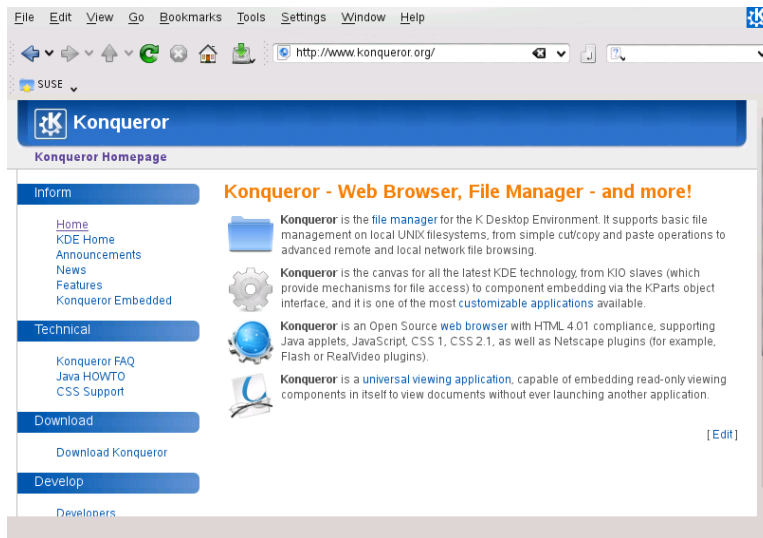 File Edit View Go Bookmarks Tools Settings Window Help
http://www.konqueror.org/
SUSE
Konqueror
Konqueror Homepage
Inform
Home
KDE Home
Announcements
News
Features
Konqueror Embedded
Technical
Konqueror FAQ
Java HOWTO
CSS Support
Download
Download Konqueror
Develop
Developers
Konqueror - Web Browser, File Manager - and more!
Konqueror is the file manager for the K Desktop Environment. It supports basic file
management on local UNIX filesystems, from simple cut/copy and paste operations to
advanced remote and local network file browsing.
Konqueror is the canvas for all the latest KDE technology, from KIO slaves (which
provide mechanisms for file access) to component embedding via the KParts object
interface, and it is one of the most customizable applications available.
Konqueror is an Open Source web browser with HTML 4.01 compliance, supporting
Java applets, JavaScript, CSS 1, CSS 2.1, as well as Netscape plugins (for example,
Flash or RealVideo plugins).
Konqueror is a universal viewing application, capable of embedding read-only viewing
components in itself to view documents without ever launching another application.
[ Edit ]